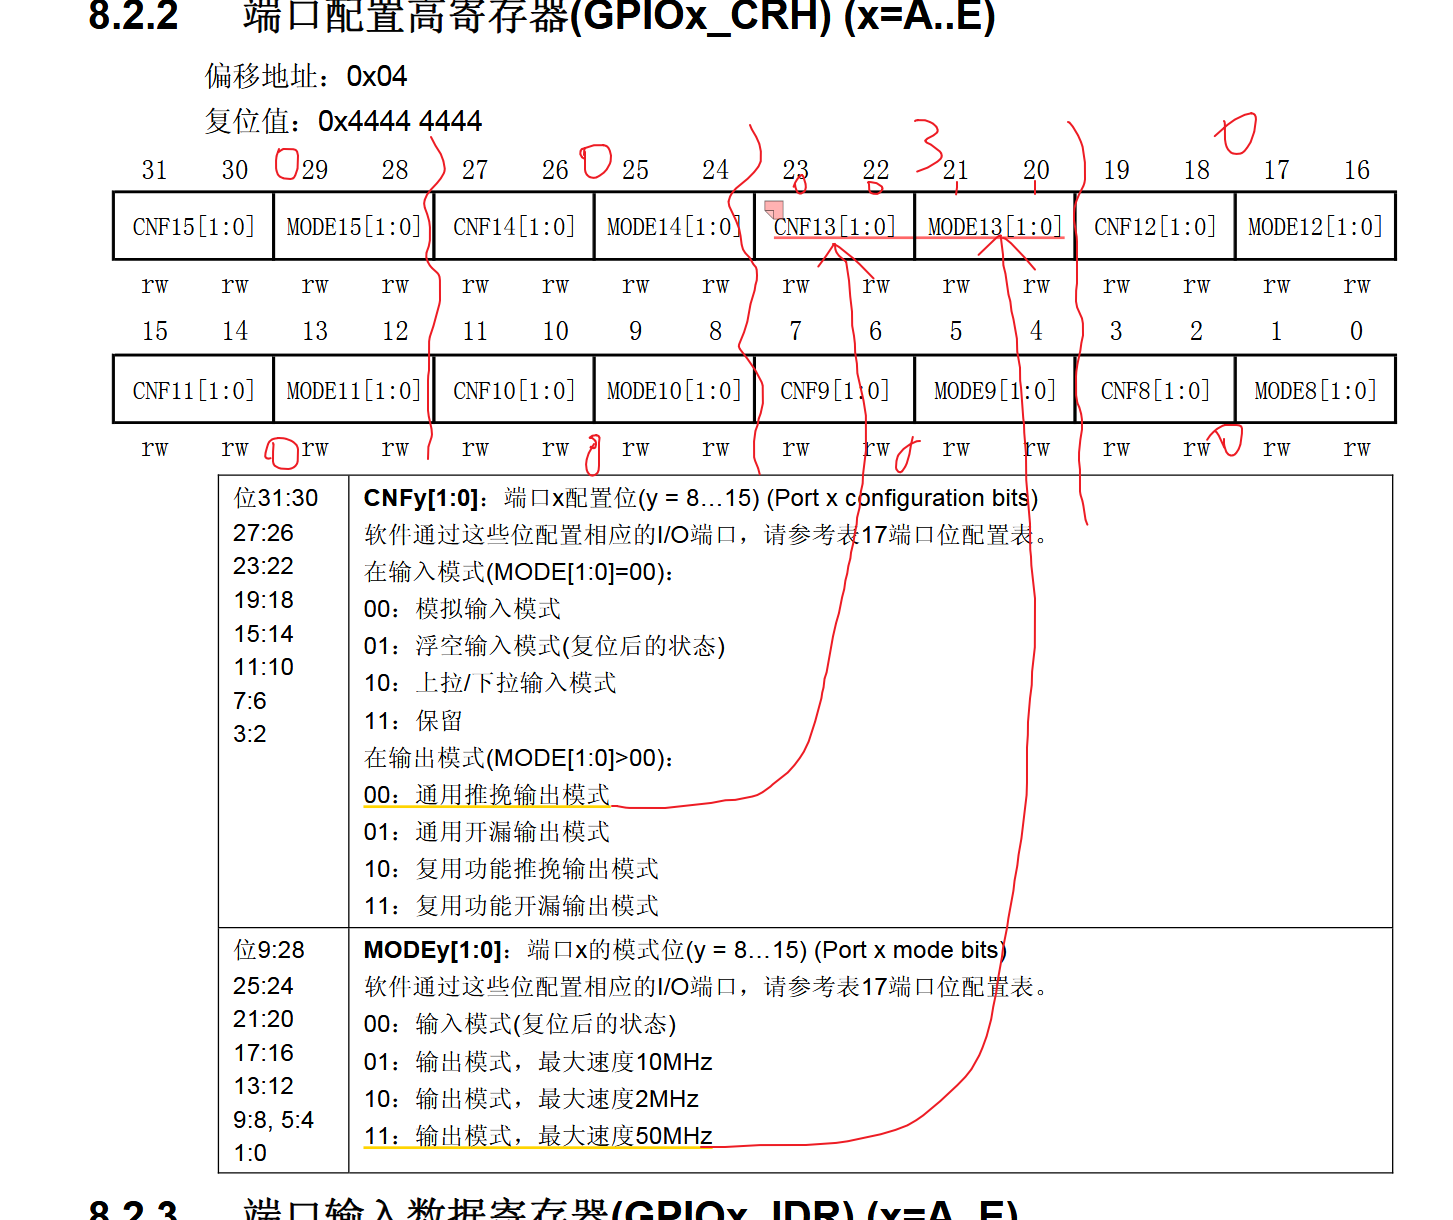 8.2.2 端口配置高寄存器(GPIOx_CRH) (x=A..E)
偏移地址：0x04
复位值：0x4444 4444
0 0 3 0
31 30 29 28 27 26 25 24 23 22 21 20 19 18 17 16
0 0 1 1
CNF15[1:0] MODE15[1:0] CNF14[1:0] MODE14[1:0] CNF13[1:0] MODE13[1:0] CNF12[1:0] MODE12[1:0]
rw rw rw rw rw rw rw rw rw rw rw rw rw rw rw rw
15 14 13 12 11 10 9 8 7 6 5 4 3 2 1 0
CNF11[1:0] MODE11[1:0] CNF10[1:0] MODE10[1:0] CNF9[1:0] MODE9[1:0] CNF8[1:0] MODE8[1:0]
rw rw rw rw rw rw rw rw rw rw rw rw rw rw rw rw
0 0 0 0
位31:30
27:26
23:22
19:18
15:14
11:10
7:6
3:2
CNFy[1:0]：端口x配置位(y = 8…15) (Port x configuration bits)
软件通过这些位配置相应的I/O端口，请参考表17端口位配置表。
在输入模式(MODE[1:0]=00)：
00：模拟输入模式
01：浮空输入模式(复位后的状态)
10：上拉/下拉输入模式
11：保留
在输出模式(MODE[1:0]>00)：
00：通用推挽输出模式
01：通用开漏输出模式
10：复用功能推挽输出模式
11：复用功能开漏输出模式
位9:28
25:24
21:20
17:16
13:12
9:8, 5:4
1:0
MODEy[1:0]：端口x的模式位(y = 8…15) (Port x mode bits)
软件通过这些位配置相应的I/O端口，请参考表17端口位配置表。
00：输入模式(复位后的状态)
01：输出模式，最大速度10MHz
10：输出模式，最大速度2MHz
11：输出模式，最大速度50MHz
8.2.3 端口输入数据寄存器(GPIOx_IDR) (x=A..E)